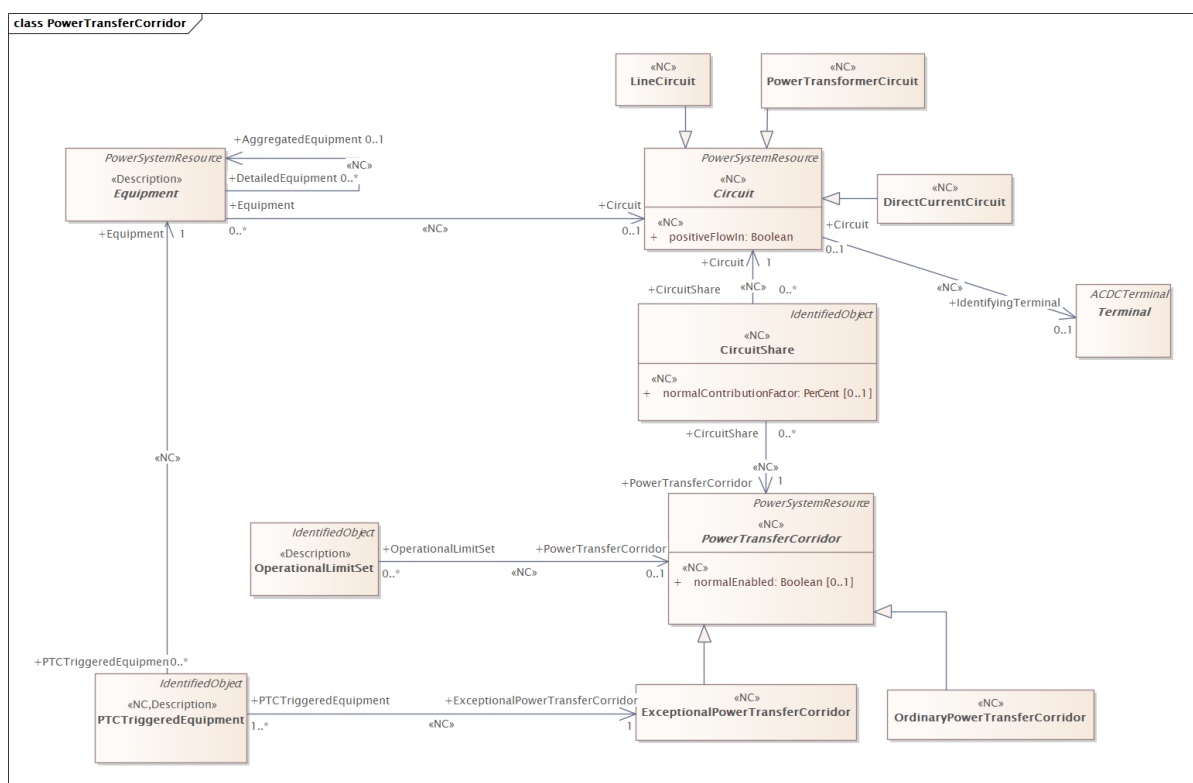 class PowerTransferCorridor
«NC»
LineCircuit
«NC»
PowerTransformerCircuit
+AggregatedEquipment 0..1
«NC»
+DetailedEquipment 0..*
PowerSystemResource
«Description»
Equipment
+Equipment
0..*
«NC»
+Circuit
0..1
PowerSystemResource
«NC»
Circuit
«NC»
+ positiveFlowIn: Boolean
«NC»
DirectCurrentCircuit
+Circuit
0..1
«NC»
+IdentifyingTerminal
0..1
ACDCTerminal
Terminal
+Equipment 1
+Circuit 1
«NC»
+CircuitShare 0..*
IdentifiedObject
«NC»
CircuitShare
«NC»
+ normalContributionFactor: PerCent [0..1]
+CircuitShare 0..*
«NC»
«NC»
+PowerTransferCorridor 1
PowerSystemResource
«NC»
PowerTransferCorridor
«NC»
+ normalEnabled: Boolean [0..1]
IdentifiedObject
«Description»
OperationalLimitSet
+OperationalLimitSet
0..*
«NC»
+PowerTransferCorridor
0..1
+PTCTriggeredEquipment 0..*
IdentifiedObject
«NC,Description»
PTCTriggeredEquipment
+PTCTriggeredEquipment
1..*
«NC»
+ExceptionalPowerTransferCorridor
1
«NC»
ExceptionalPowerTransferCorridor
«NC»
OrdinaryPowerTransferCorridor